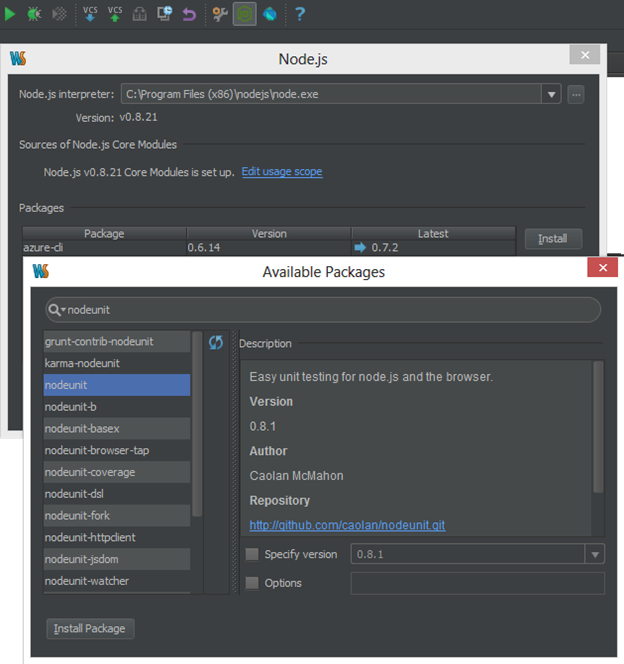 VCS VCS ?
WS Node.js
Node.js interpreter: C:\Program Files (x86)\nodejs\node.exe ...
Version: v0.8.21
Sources of Node.js Core Modules
Node.js v0.8.21 Core Modules is set up. Edit usage scope
Packages
Package Version Latest
azure-cli 0.6.14 0.7.2
Install
WS Available Packages
nodeunit
grunt-contrib-nodeunit
karma-nodeunit
nodeunit
nodeunit-b
nodeunit-basex
nodeunit-browser-tap
nodeunit-coverage
nodeunit-dsl
nodeunit-fork
nodeunit-httpclient
nodeunit-jsdom
nodeunit-watcher
Description
Easy unit testing for node.js and the browser.
Version
0.8.1
Author
Caolan McMahon
Repository
http://github.com/caolan/nodeunit.git
Specify version 0.8.1
Options
Install Package